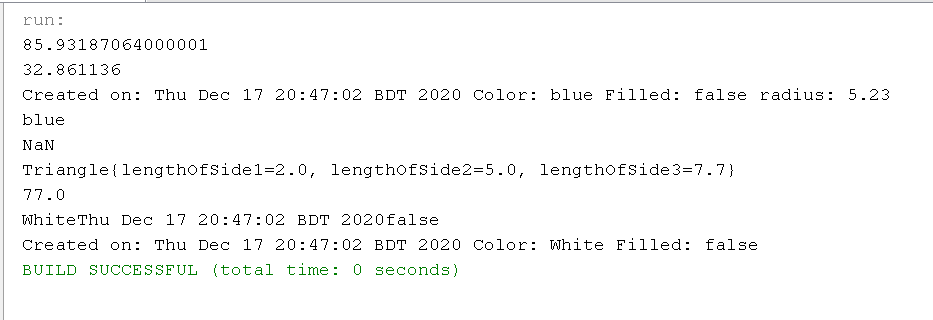 run:
85.93187064000001
32.861136
Created on: Thu Dec 17 20:47:02 BDT 2020 Color: blue Filled: false radius: 5.23
blue
NaN
Triangle{lengthOfSide1=2.0, lengthOfSide2=5.0, lengthOfSide3=7.7}
77.0
WhiteThu Dec 17 20:47:02 BDT 2020false
Created on: Thu Dec 17 20:47:02 BDT 2020 Color: White Filled: false
BUILD SUCCESSFUL (total time: 0 seconds)